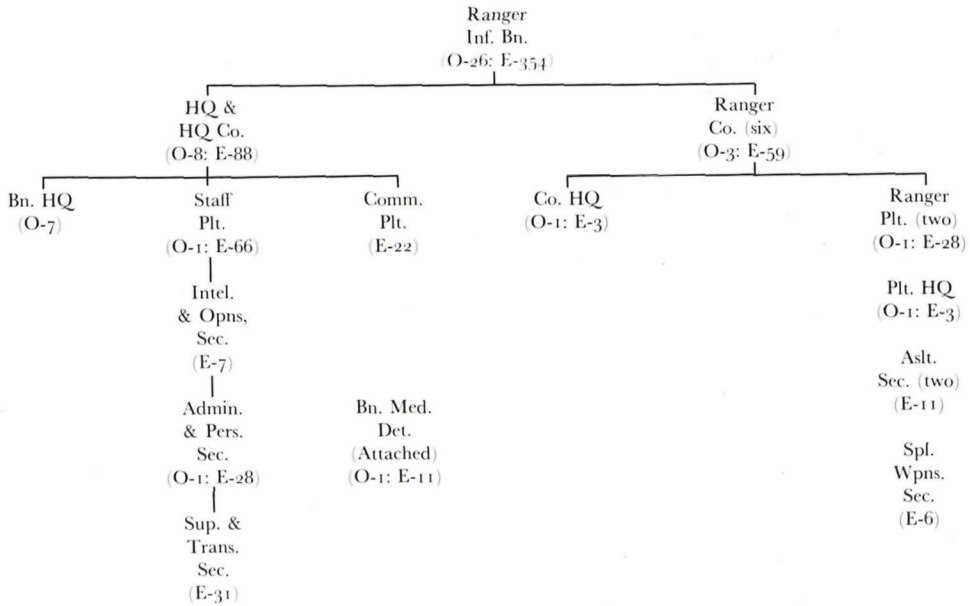 Ranger
Inf. Bn.
(O-26: E-354)
HQ &
HQ Co.
(O-8: E-88)
Ranger
Co. (six)
(O-3: E-59)
Bn. HQ
(O-7)
Staff
Plt.
(O-1: E-66)
Comm.
Plt.
(E-22)
Co. HQ
(O-1: E-3)
Ranger
Plt. (two)
(O-1: E-28)
Intel.
& Opns,
Sec.
(E-7)
Plt. HQ
(O-1: E-3)
Admin.
& Pers.
Sec.
(O-1: E-28)
Bn. Med.
Det.
(Attached)
(O-1: E-11)
Aslt.
Sec. (two)
(E-11)
Sup. &
Trans.
Sec.
(E-31)
Spl.
Wpns.
Sec.
(E-6)